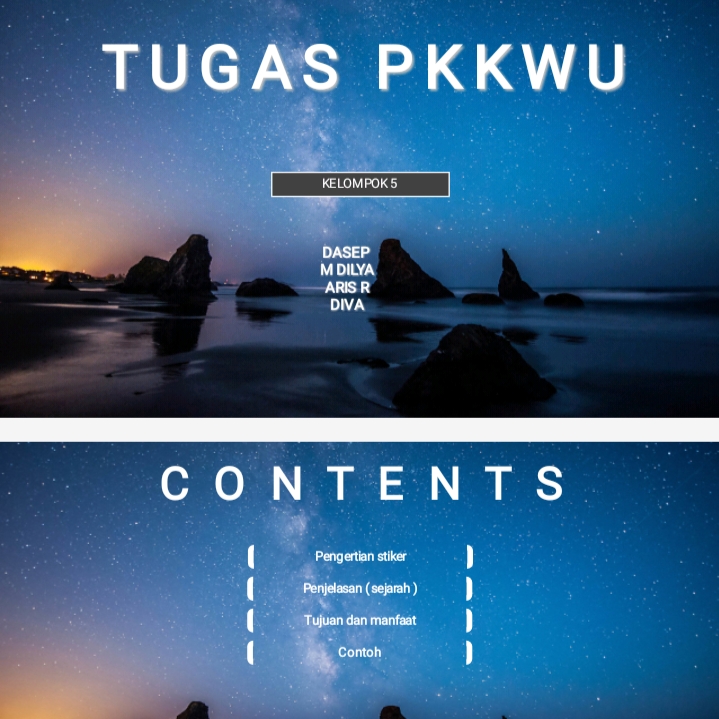 TUGAS PKKWU
KELOMPOK 5
DASEP
M DILYA
ARIS R
DIVA
CONTENTS
Pengertian stiker
Penjelasan ( sejarah )
Tujuan dan manfaat
Contoh